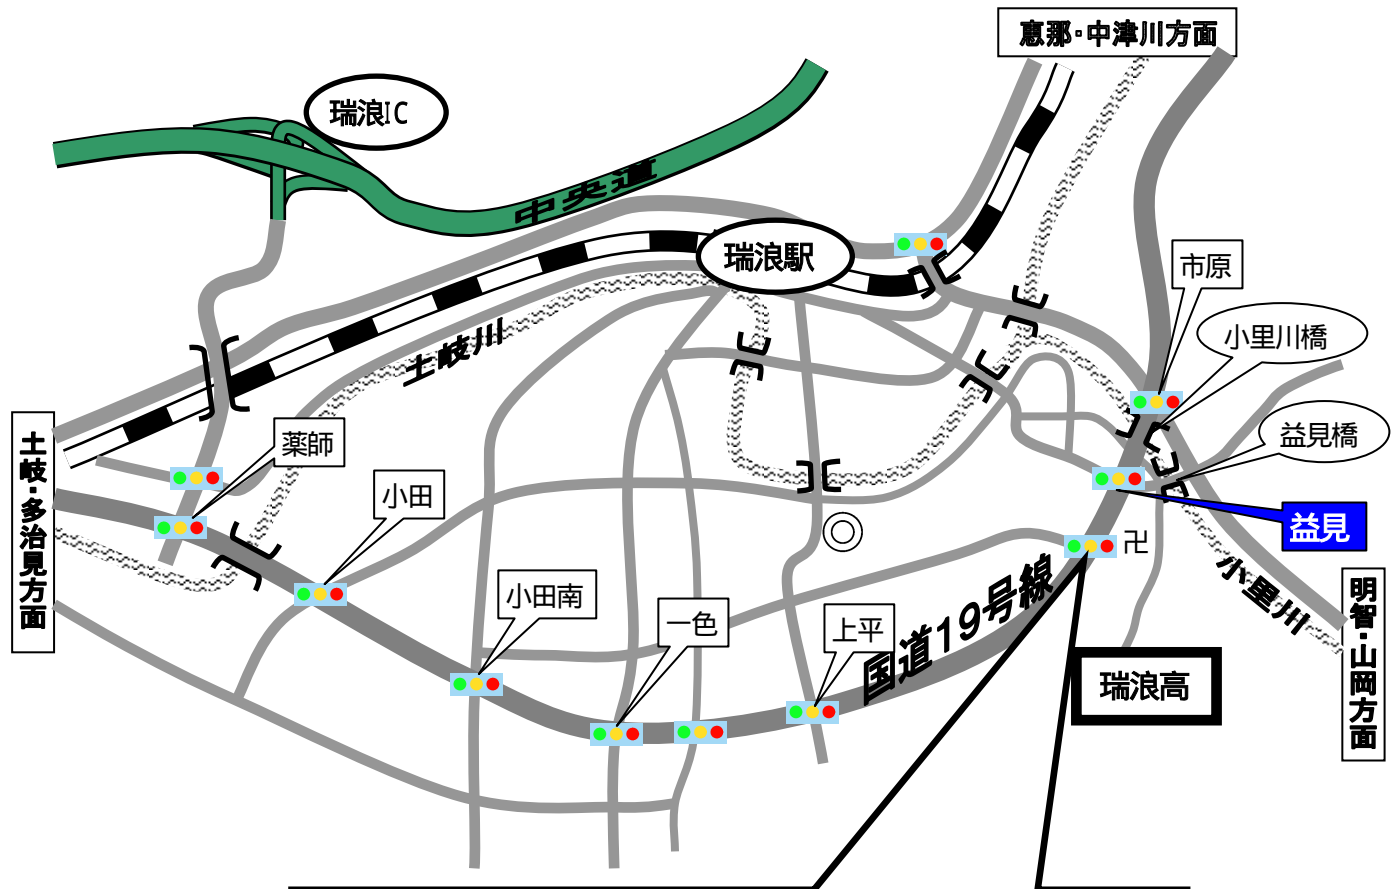 恵那・中津川方面
瑞浪IC
中央道
瑞浪駅
市原
小里川橋
土岐川
益見橋
薬師
土岐・多治見方面
小田
益見
卍
小里川
小田南
国道19号線
一色
上平
明智・山岡方面
瑞浪高